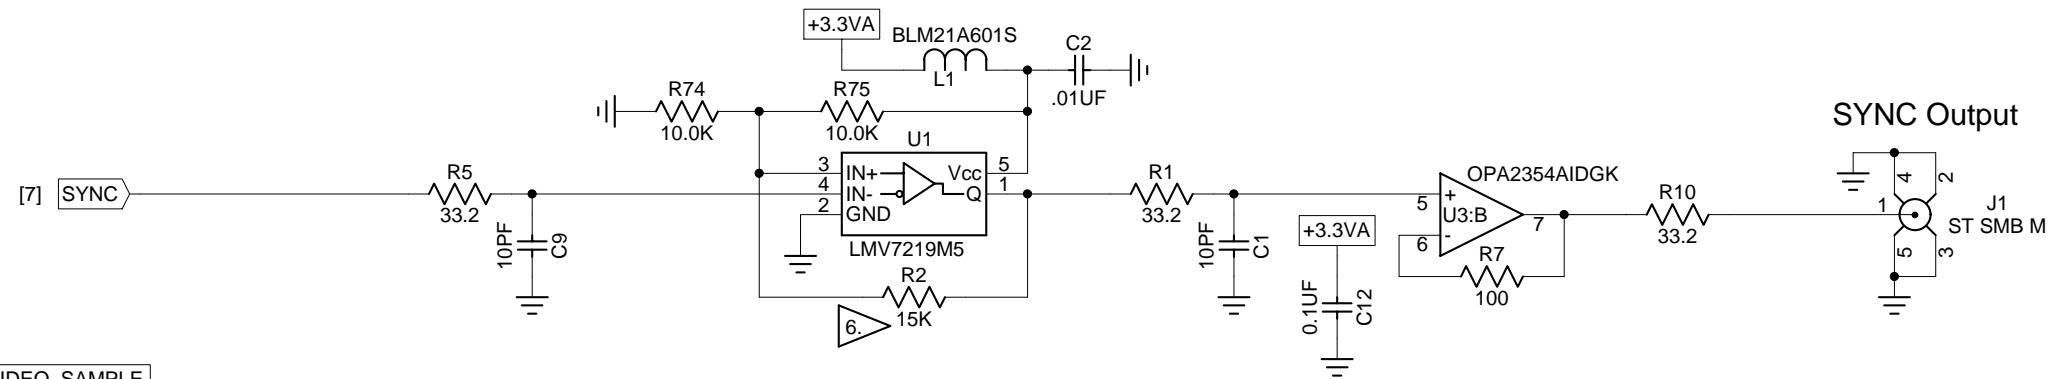 +3.3VA
BLM21A601S
L1
C2
.01UF
R74
10.0K
R75
10.0K
SYNC Output
U1
3 IN+ Vcc 5
4 IN- Q 1
2 GND
LMV7219M5
[7] SYNC
R5
33.2
10PF
C9
R2
15K
6.
R1
33.2
10PF
C1
+3.3VA
0.1UF
C12
OPA2354AIDGK
5 +
U3:B
6 -
7
R7
100
R10
33.2
1
4
2
5
3
J1
ST SMB M